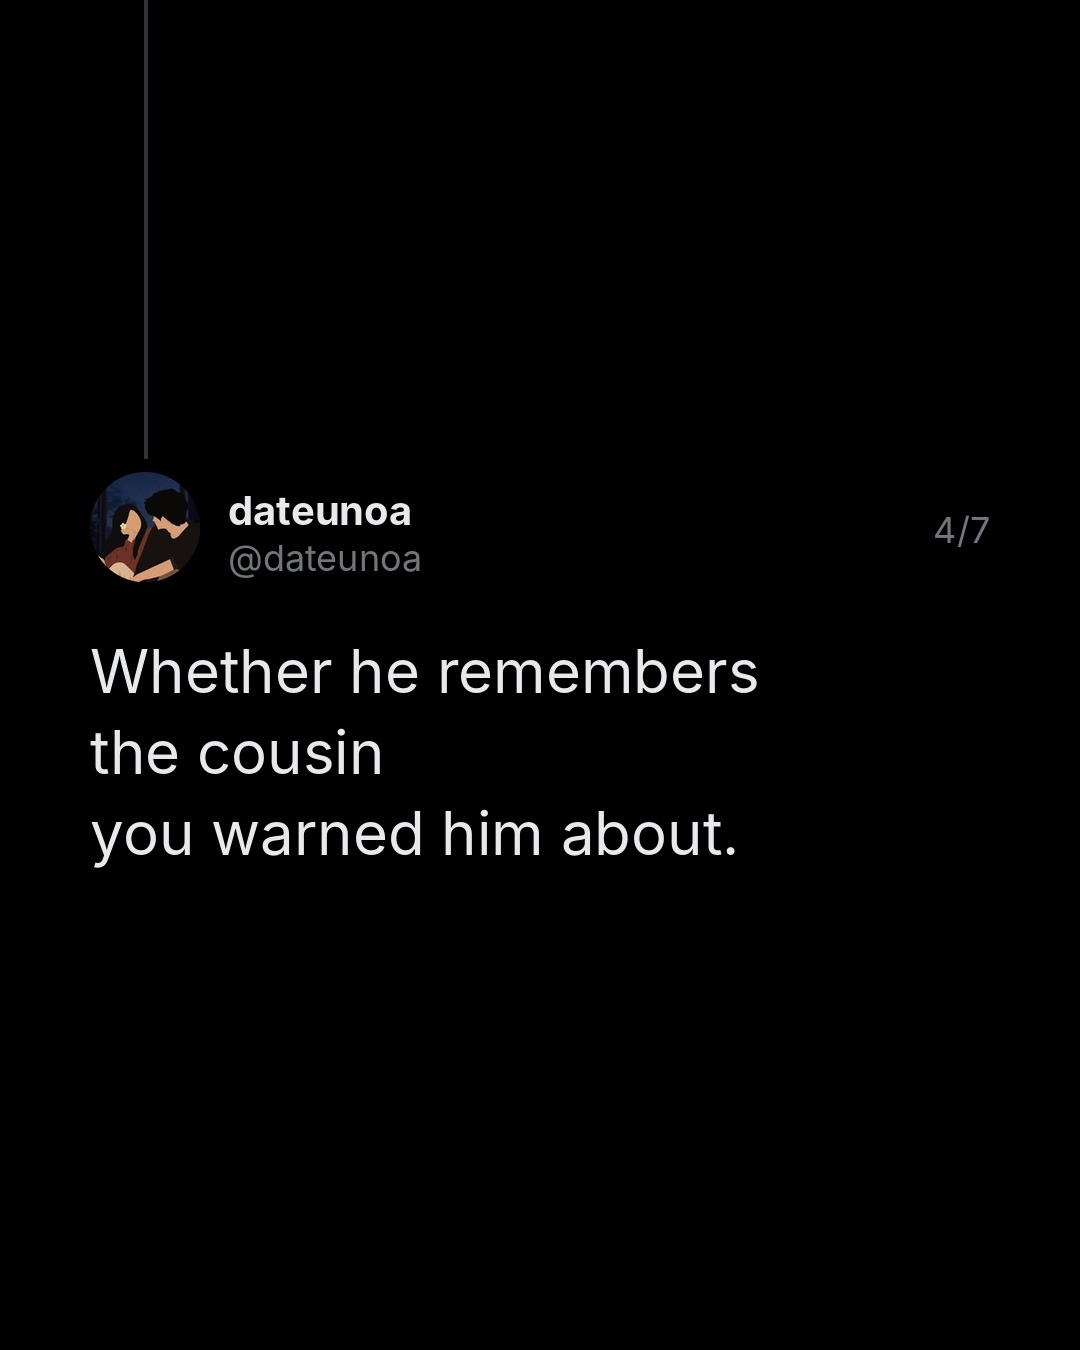 dateunoa
@dateunoa
4/7
Whether he remembers
the cousin
you warned him about.